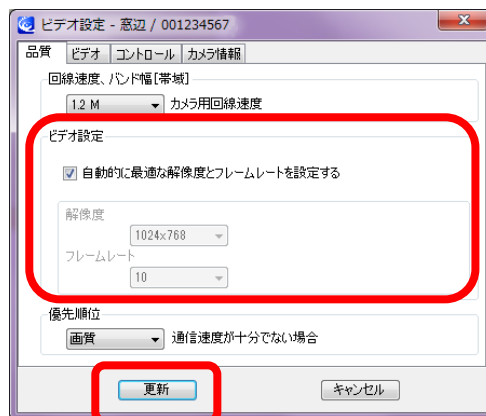 ビデオ設定 - 窓辺 / 001234567
品質 ビデオ コントロール カメラ情報
回線速度、バンド幅[帯域]
1.2 M カメラ用回線速度
ビデオ設定
自動的に最適な解像度とフレームレートを設定する
解像度
1024x768
フレームレート
10
優先順位
画質 通信速度が十分でない場合
更新 キャンセル